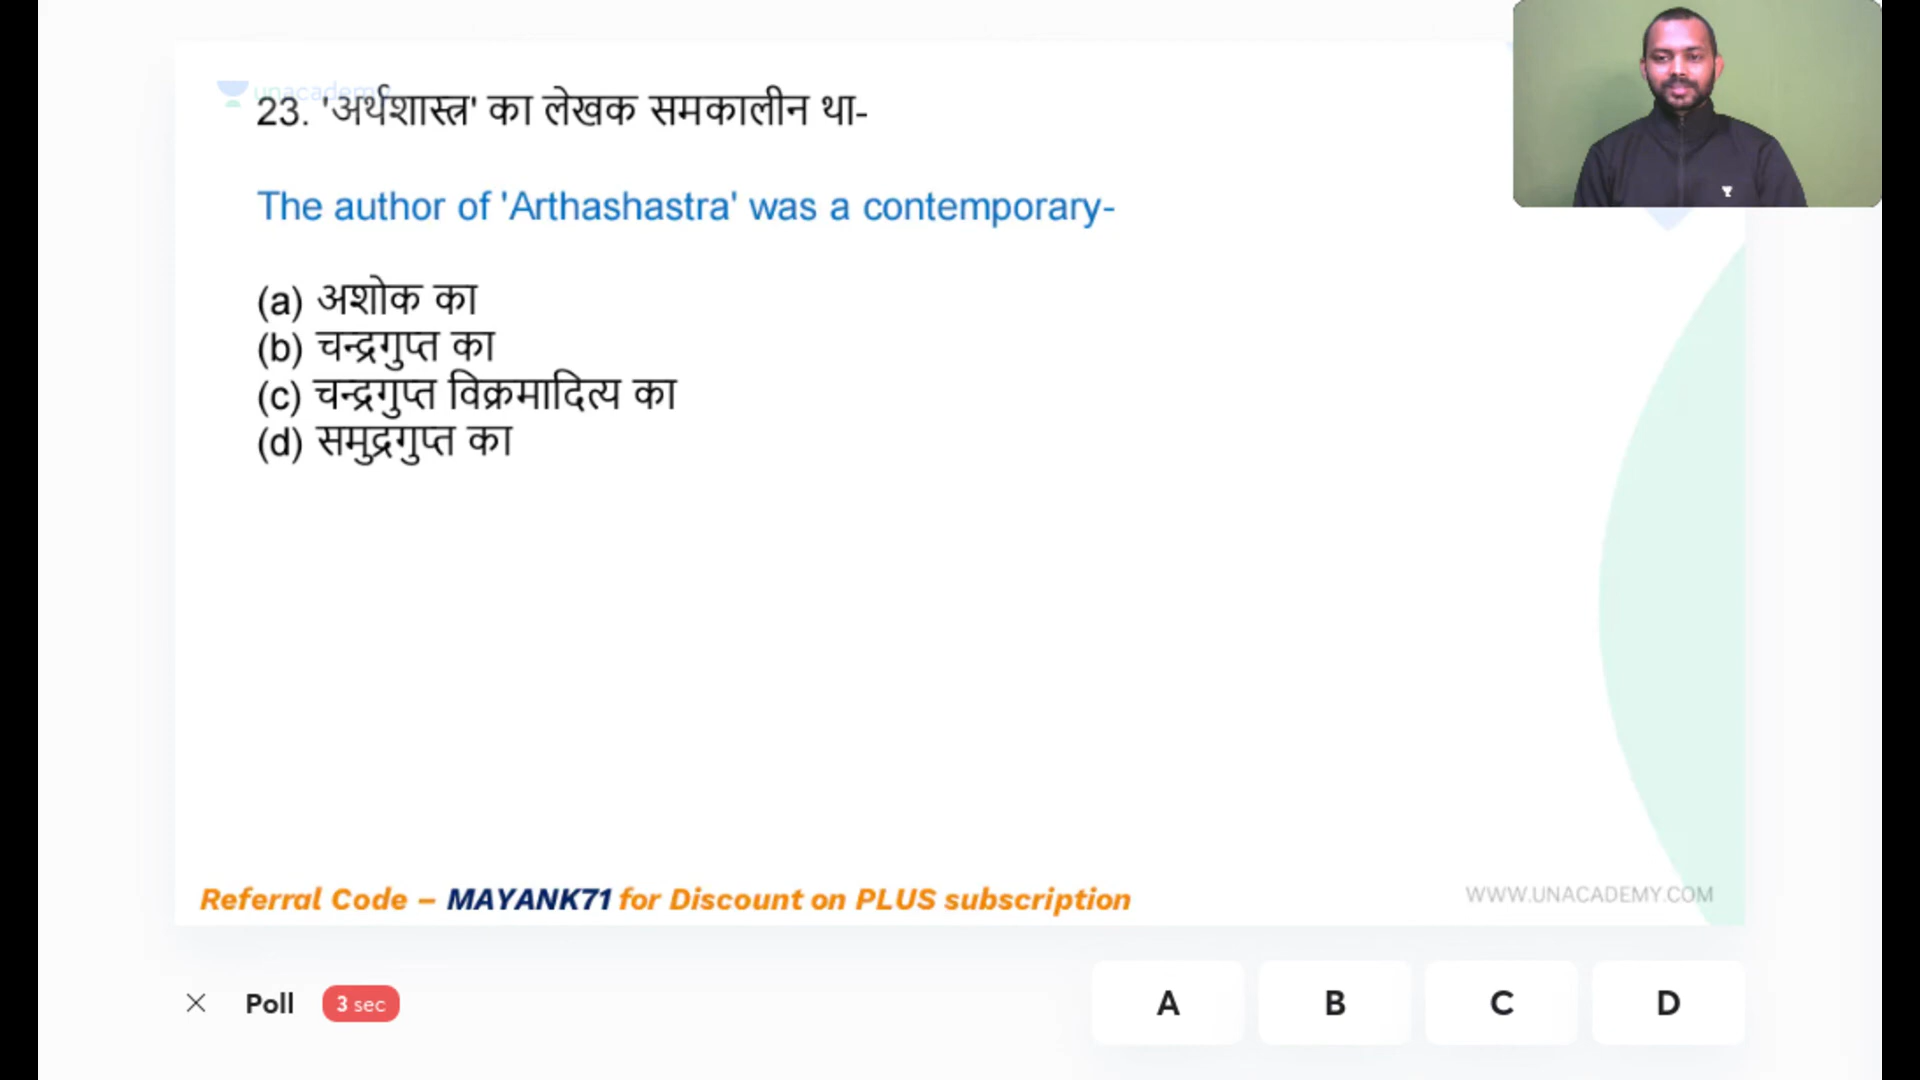 unacademy
23. 'अर्थशास्त्र' का लेखक समकालीन था-
The author of 'Arthashastra' was a contemporary-
(a) अशोक का
(b) चन्द्रगुप्त का
(c) चन्द्रगुप्त विक्रमादित्य का
(d) समुद्रगुप्त का
Referral Code – MAYANK71 for Discount on PLUS subscription
WWW.UNACADEMY.COM
Poll 3 sec A B C D